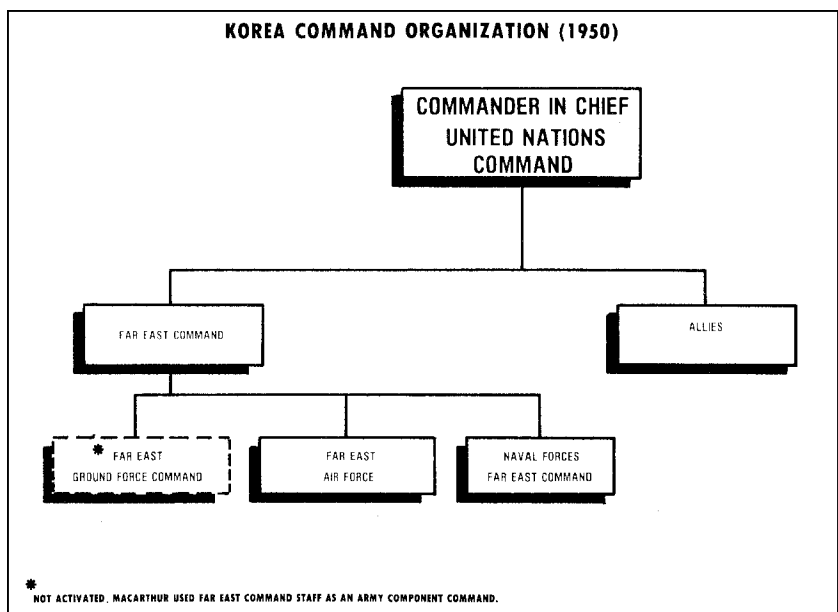 KOREA COMMAND ORGANIZATION (1950)
COMMANDER IN CHIEF
UNITED NATIONS
COMMAND
FAR EAST COMMAND
ALLIES
* FAR EAST
GROUND FORCE COMMAND
FAR EAST
AIR FORCE
NAVAL FORCES
FAR EAST COMMAND
*
NOT ACTIVATED, MACARTHUR USED FAR EAST COMMAND STAFF AS AN ARMY COMPONENT COMMAND.